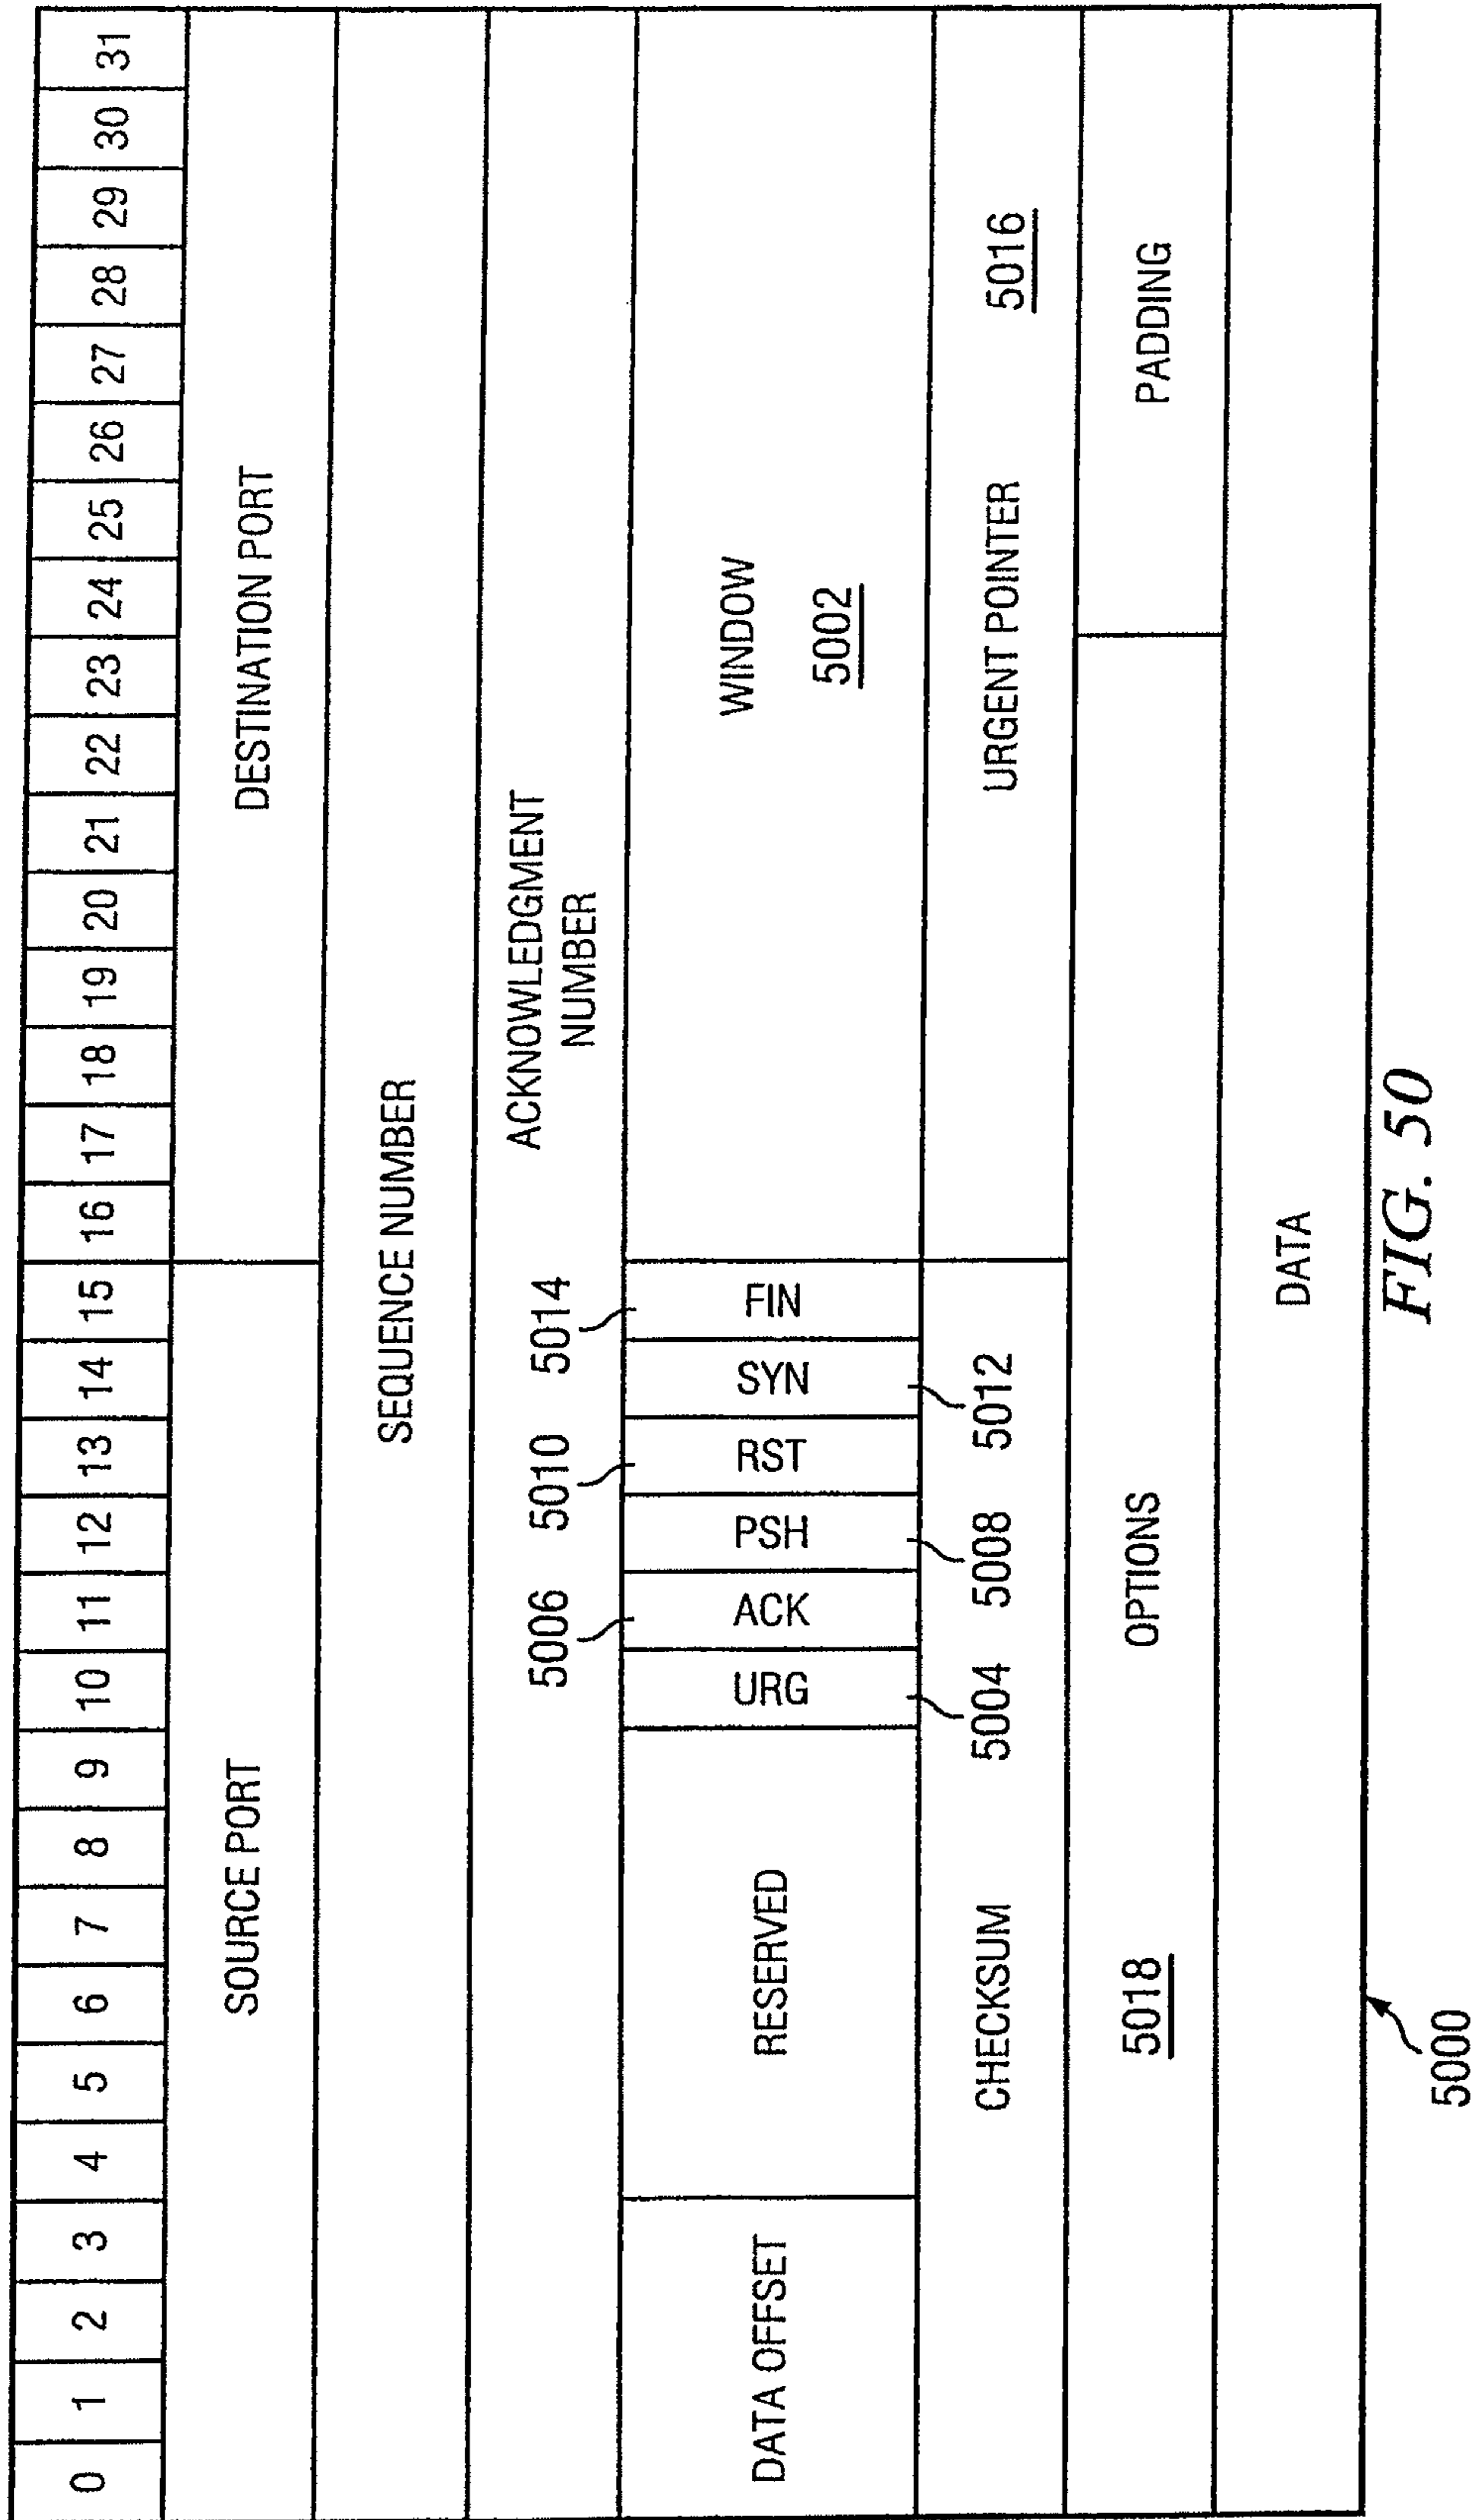 0 1 2 3 4 5 6 7 8 9 10 11 12 13 14 15 16 17 18 19 20 21 22 23 24 25 26 27 28 29 30 31
SOURCE PORT DESTINATION PORT
SEQUENCE NUMBER
ACKNOWLEDGMENT
NUMBER
5006 5010 5014
DATA OFFSET RESERVED URG ACK PSH RST SYN FIN WINDOW
5002
5004 5008 5012
CHECKSUM URGENT POINTER 5016
5018 OPTIONS PADDING
DATA
5000
FIG. 50